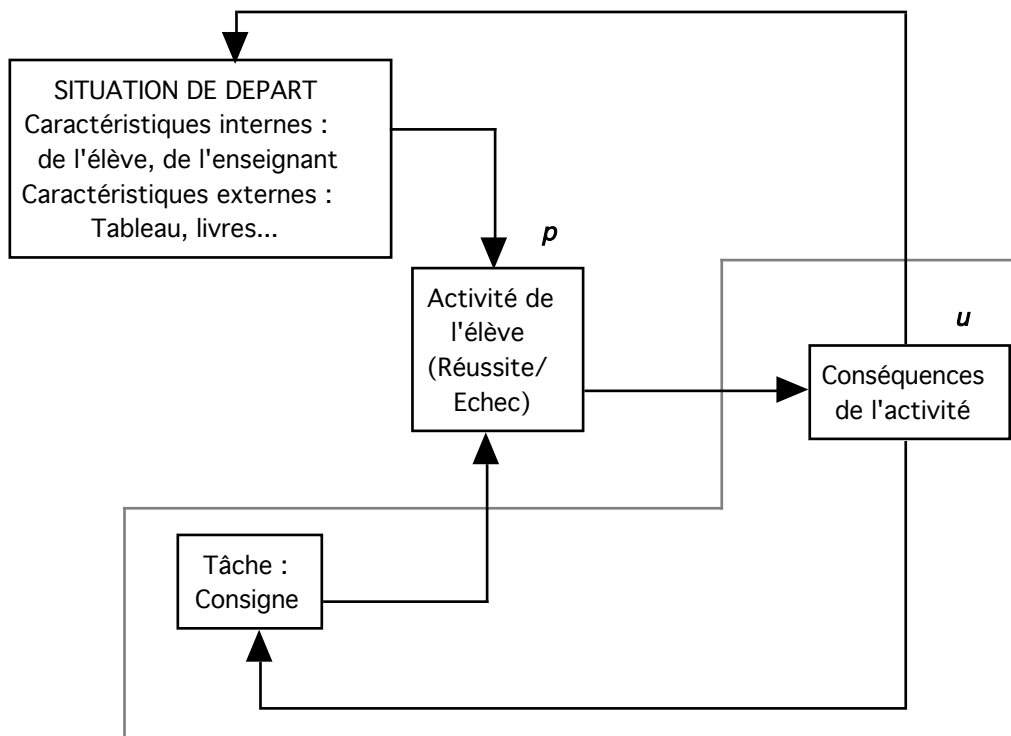 SITUATION DE DEPART
Caractéristiques internes :
de l'élève, de l'enseignant
Caractéristiques externes :
Tableau, livres...
p
Activité de
l'élève
(Réussite/
Echec)
u
Conséquences
de l'activité
Tâche :
Consigne